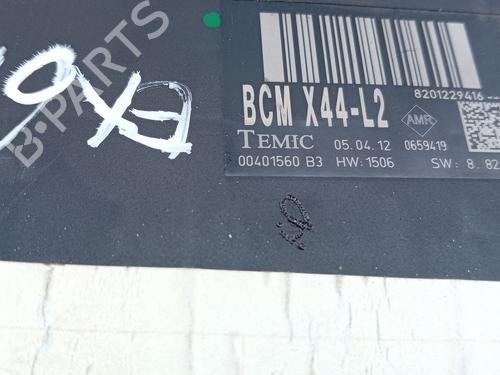 B-PARTS
8201229416
BCM X44-L2
AMR
TEMIC 05.04.12 0659419
00401560 B3 HW: 1506 SW: 8.82